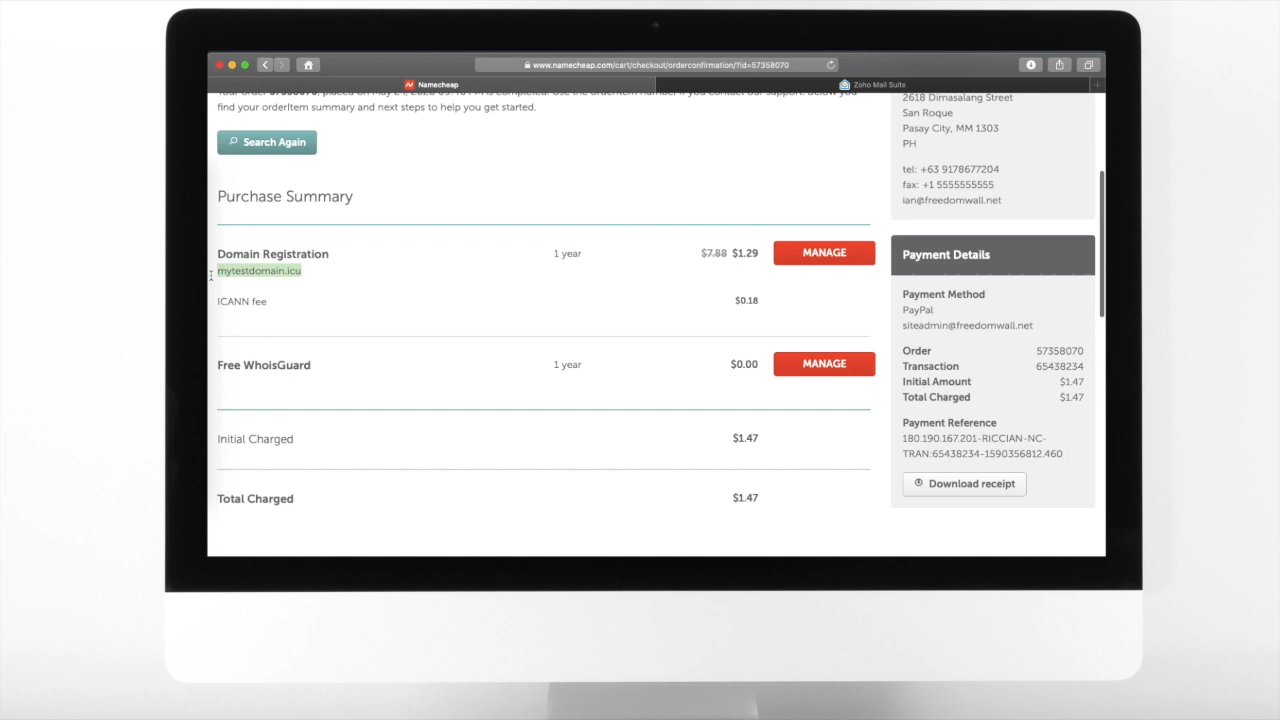 www.namecheap.com/cart/checkout/orderconfirmation/?id=57358070
Namecheap
Zoho Mail Suite
find your orderItem summary and next steps to help you get started.
Search Again
Purchase Summary
Domain Registration 1 year $7.88 $1.29 MANAGE
mytestdomain.icu
ICANN fee $0.18
Free WhoisGuard 1 year $0.00 MANAGE
Initial Charged $1.47
Total Charged $1.47
2618 Dimasalang Street
San Roque
Pasay City, MM 1303
PH
tel: +63 9178677204
fax: +1 5555555555
ian@freedomwall.net
Payment Details
Payment Method
PayPal
siteadmin@freedomwall.net
Order 57358070
Transaction 65438234
Initial Amount $1.47
Total Charged $1.47
Payment Reference
180.190.167.201-RICCIAN-NC-
TRAN:65438234-1590356812.460
Download receipt